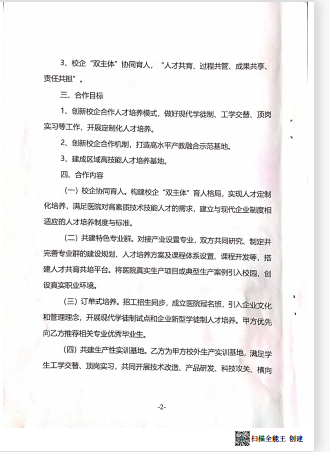 3、校企“双主体”协同育人，“人才共育、过程共管、成果共享、
责任共担”。
三、合作目标
1、创新校企合作人才培养模式，做好现代学徒制、工学交替、顶岗
实习等工作，开展定制化人才培养。
2、创新校企合作机制，打造高水平产教融合示范基地。
3、建成区域高技能人才培养基地。
四、合作内容
（一）校企协同育人。构建校企“双主体”育人格局，实现人才定制
化培养，满足医院对高素质技术技能人才的需求，建立与现代企业制度相
适应的人才培养制度与标准。
（二）共建特色专业群。对接产业设置专业，双方共同研究、制定并
完善专业群的建设规划、人才培养方案及课程体系设置、课程开发等，搭
建人才共育共培平台。将医院真实生产项目或典型生产案例引入校园，创
设真实职业环境。
（三）订单式培养。招工招生同步，成立医院冠名班，引入企业文化
和管理理念，开展现代学徒制试点和企业新型学徒制人才培养。甲方优先
向乙方推荐相关专业优秀毕业生。
（四）共建生产性实训基地。乙方为甲方校外生产实训基地，满足学
生工学交替、顶岗实习，共同开展技术改造、产品研发、科技攻关、横向
-2-
扫描全能王 创建